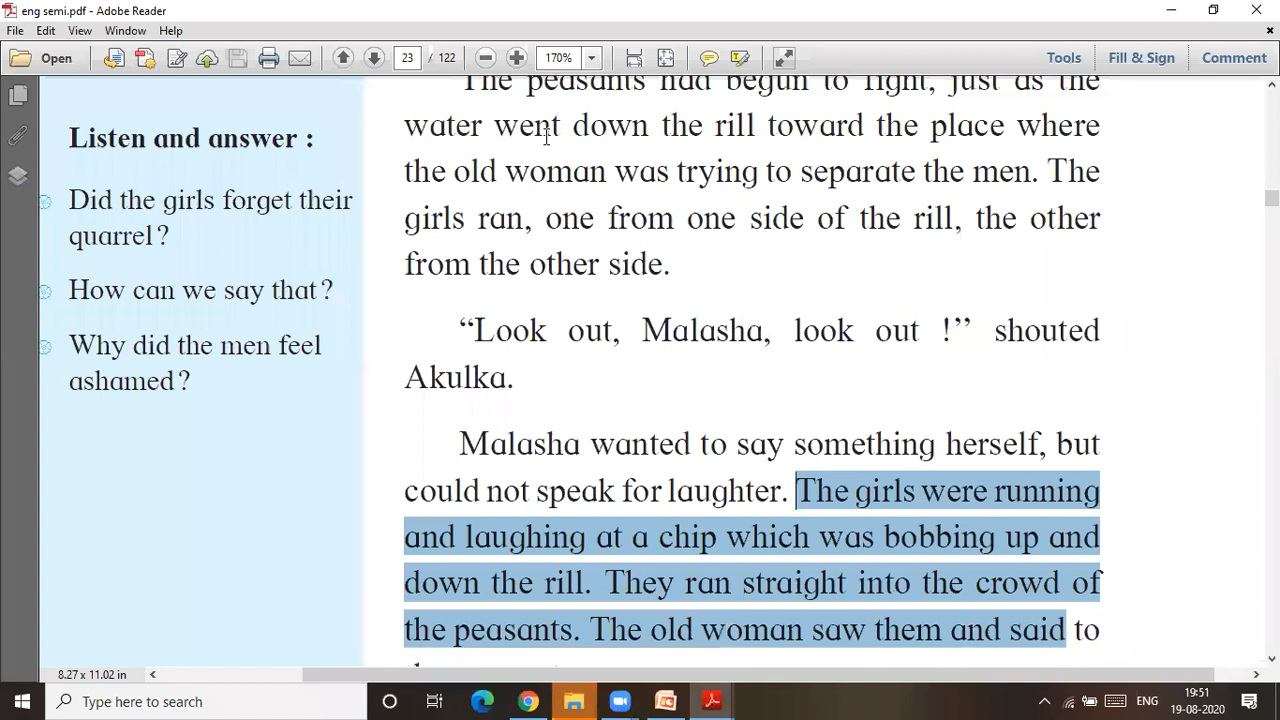 eng semi.pdf - Adobe Reader
File Edit View Window Help
Open 23 / 122 170% Tools Fill & Sign Comment
Listen and answer :
Did the girls forget their
quarrel?
How can we say that?
Why did the men feel
ashamed?
The peasants had begun to fight, just as the
water went down the rill toward the place where
the old woman was trying to separate the men. The
girls ran, one from one side of the rill, the other
from the other side.
“Look out, Malasha, look out !” shouted
Akulka.
Malasha wanted to say something herself, but
could not speak for laughter. The girls were running
and laughing at a chip which was bobbing up and
down the rill. They ran straight into the crowd of
the peasants. The old woman saw them and said to
8.27 x 11.02 in
Type here to search
ENG
19:51
19-08-2020